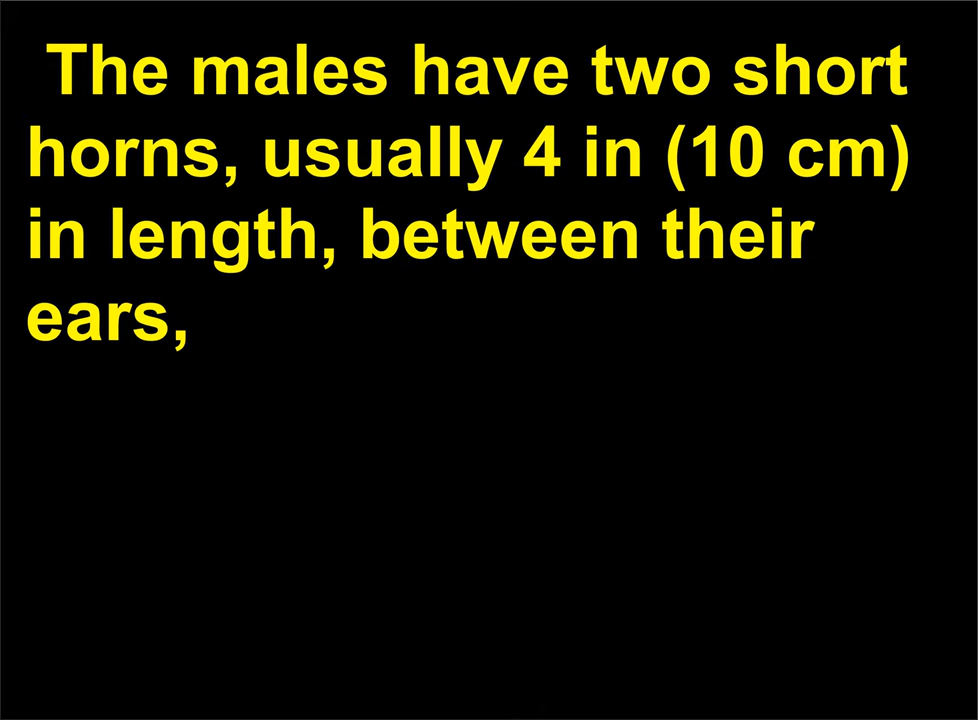 The males have two short
horns, usually 4 in (10 cm)
in length, between their
ears,